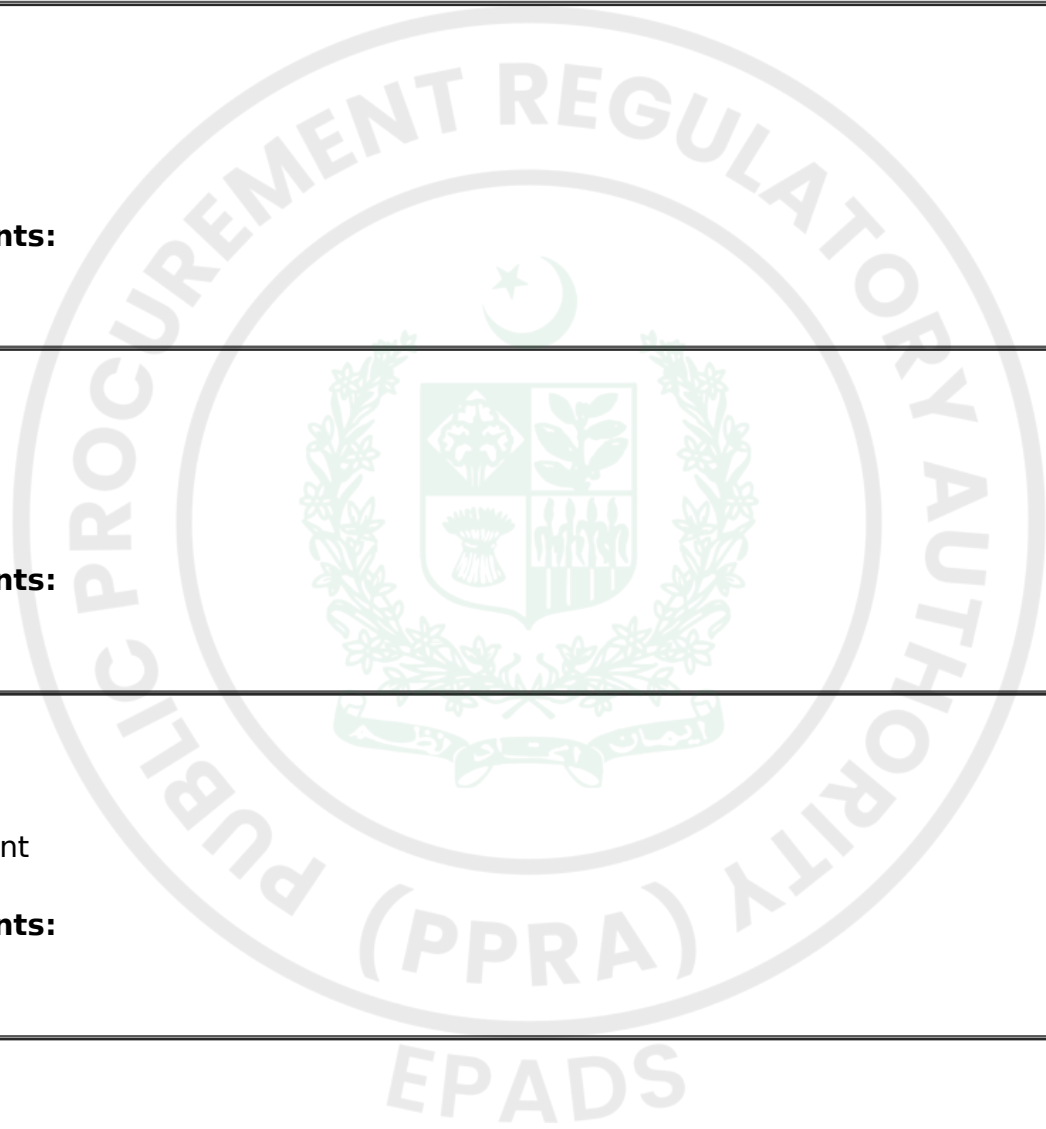 PUBLIC PROCUREMENT REGULATORY AUTHORITY
nts:
nts:
nt
nts:
(PPRA)
EPADS